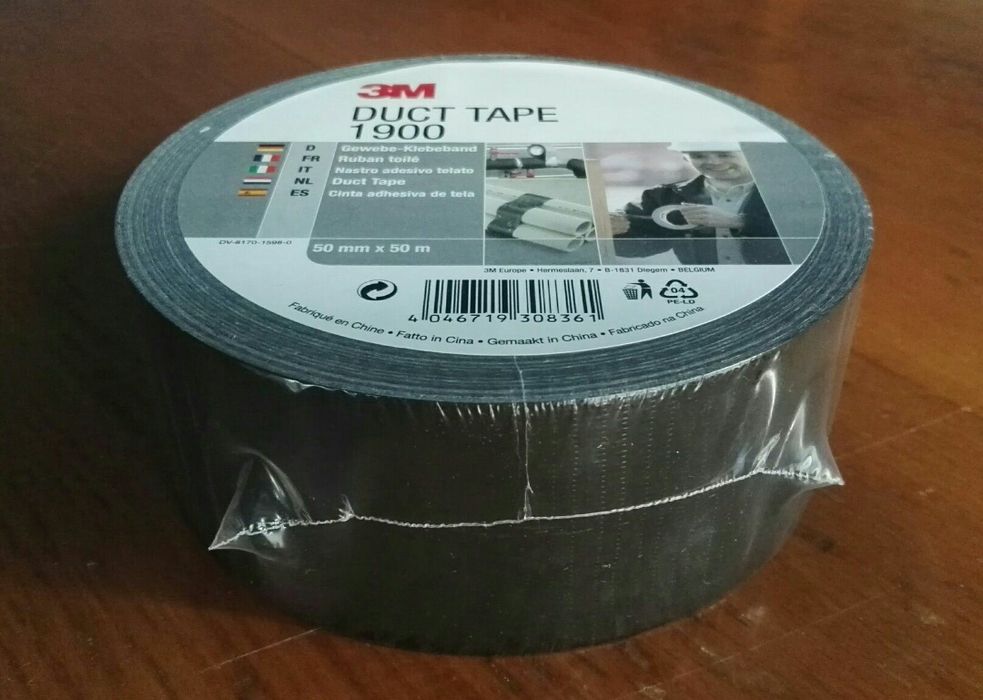 3M
DUCT TAPE
1900
D Gewebe-Klebeband
FR Ruban toilé
IT Nastro adesivo telato
NL Duct Tape
ES Cinta adhesiva de tela
DV-8170-1598-0
50 mm x 50 m
3M Europe • Hermeslaan, 7 • B-1831 Diegem • BELGIUM
04
PE-LD
4 046719 308361
Fabriqué en Chine • Fatto in Cina • Gemaakt in China • Fabricado na China